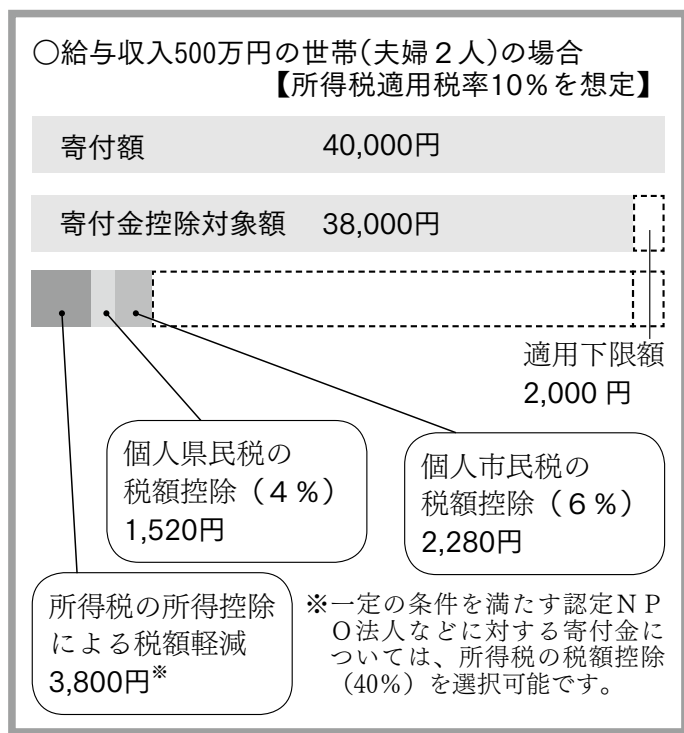 ○給与収入500万円の世帯(夫婦2人)の場合
【所得税適用税率10%を想定】
寄付額 40,000円
寄付金控除対象額 38,000円
適用下限額
2,000円
個人県民税の
税額控除(4%)
1,520円
個人市民税の
税額控除(6%)
2,280円
所得税の所得控除
による税額軽減
3,800円※
※一定の条件を満たす認定NP
O法人などに対する寄付金に
ついては、所得税の税額控除
(40%)を選択可能です。